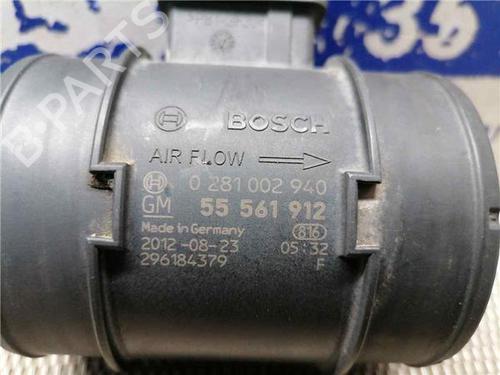 BOSCH
AIR FLOW
0 281 002 940
GM 55 561 912
Made in Germany 816
2012-08-23 05:32
296184379 F
B-PARTS